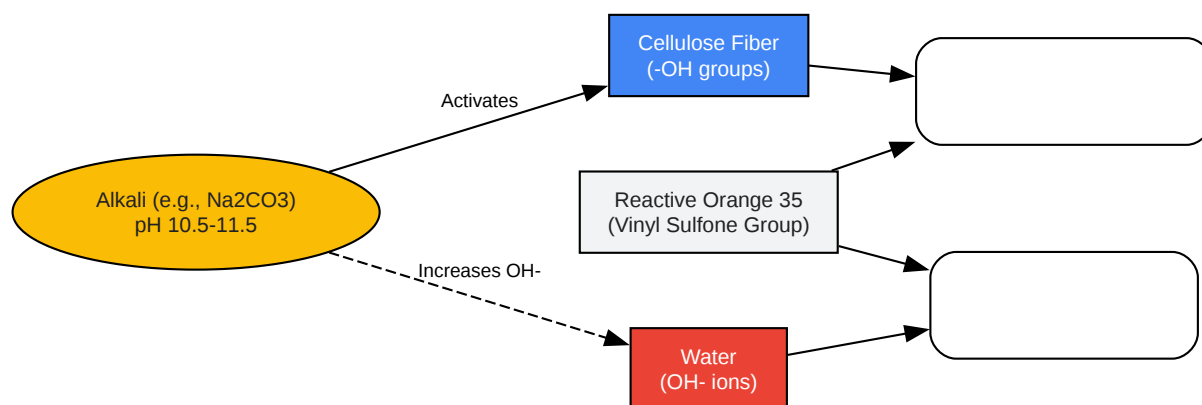 Cellulose Fiber
(-OH groups)
Activates
Alkali (e.g., Na2CO3)
pH 10.5-11.5
Reactive Orange 35
(Vinyl Sulfone Group)
Increases OH-
Water
(OH- ions)